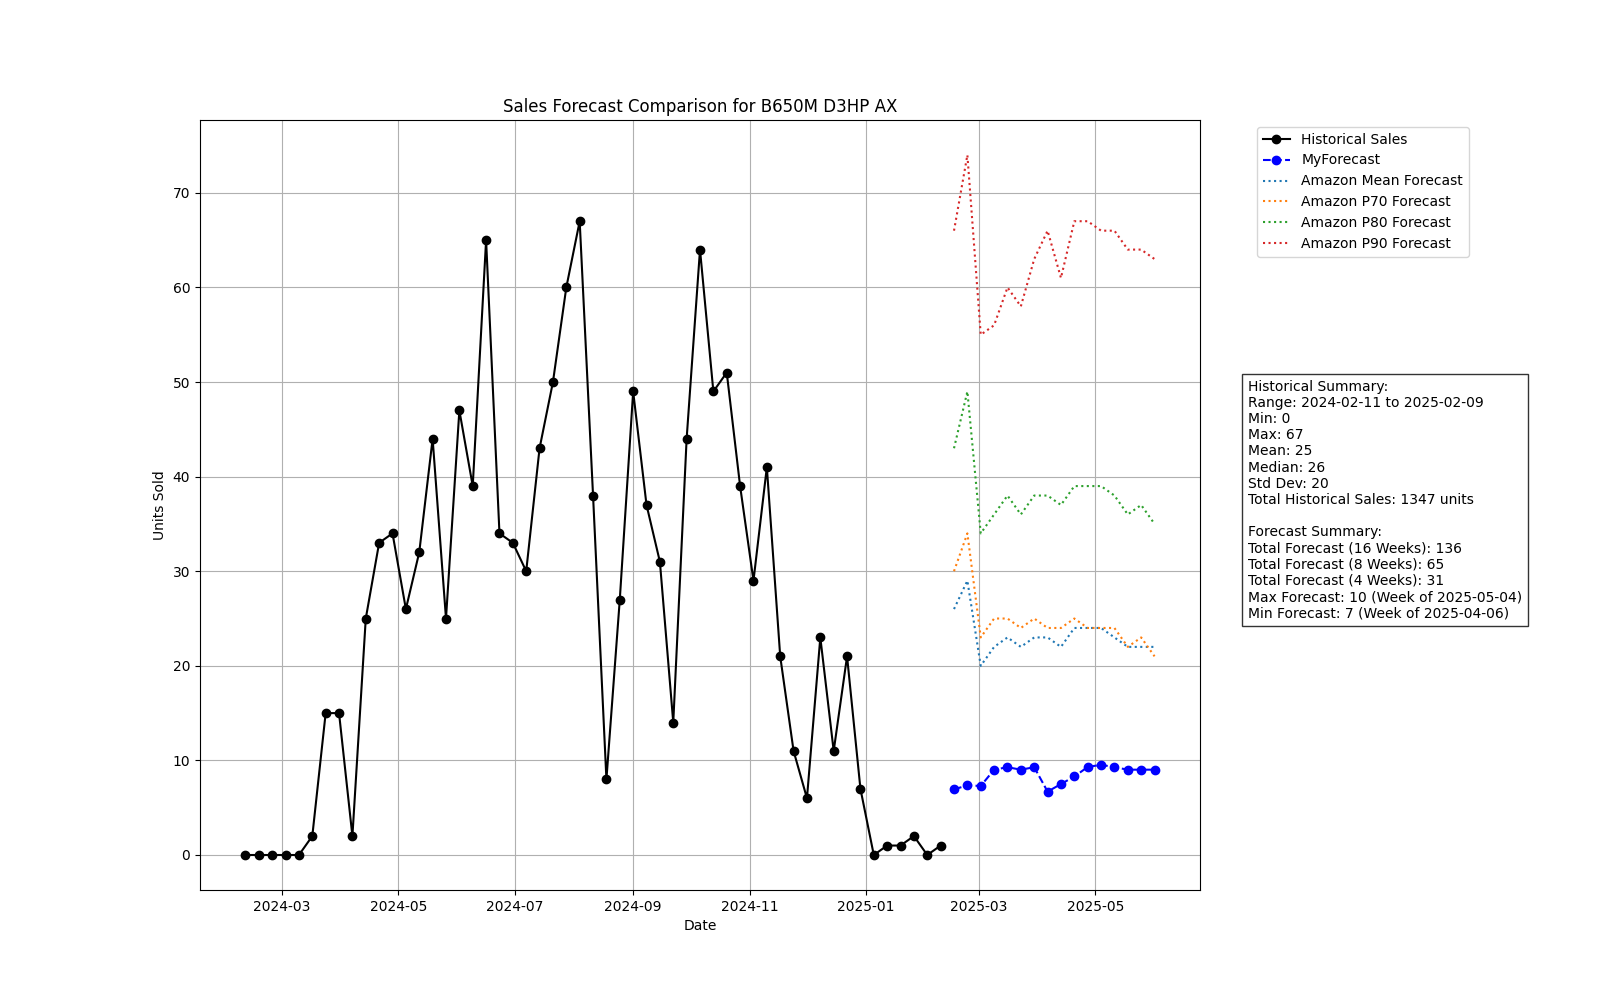 Sales Forecast Comparison for B650M D3HP AX
Units Sold
70
60
50
40
30
20
10
0
2024-03
2024-05
2024-07
2024-09
2024-11
2025-01
2025-03
2025-05
Date
Historical Sales
MyForecast
Amazon Mean Forecast
Amazon P70 Forecast
Amazon P80 Forecast
Amazon P90 Forecast
Historical Summary:
Range: 2024-02-11 to 2025-02-09
Min: 0
Max: 67
Mean: 25
Median: 26
Std Dev: 20
Total Historical Sales: 1347 units
Forecast Summary:
Total Forecast (16 Weeks): 136
Total Forecast (8 Weeks): 65
Total Forecast (4 Weeks): 31
Max Forecast: 10 (Week of 2025-05-04)
Min Forecast: 7 (Week of 2025-04-06)